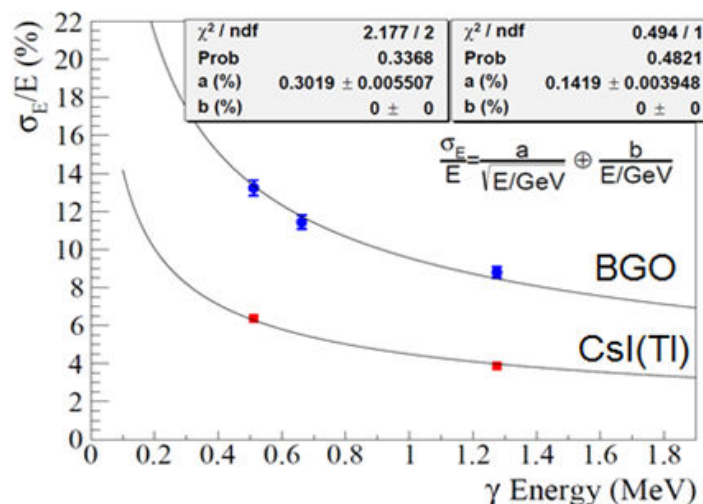 σE/E (%)
22
20
18
16
14
12
10
8
6
4
2
0
χ² / ndf 2.177 / 2
Prob 0.3368
a (%) 0.3019 ± 0.005507
b (%) 0 ± 0
χ² / ndf 0.494 / 1
Prob 0.4821
a (%) 0.1419 ± 0.003948
b (%) 0 ± 0
σE/E = a/√E/GeV ⊕ b/E/GeV
BGO
CsI(Tl)
0 0.2 0.4 0.6 0.8 1 1.2 1.4 1.6 1.8
γ Energy (MeV)